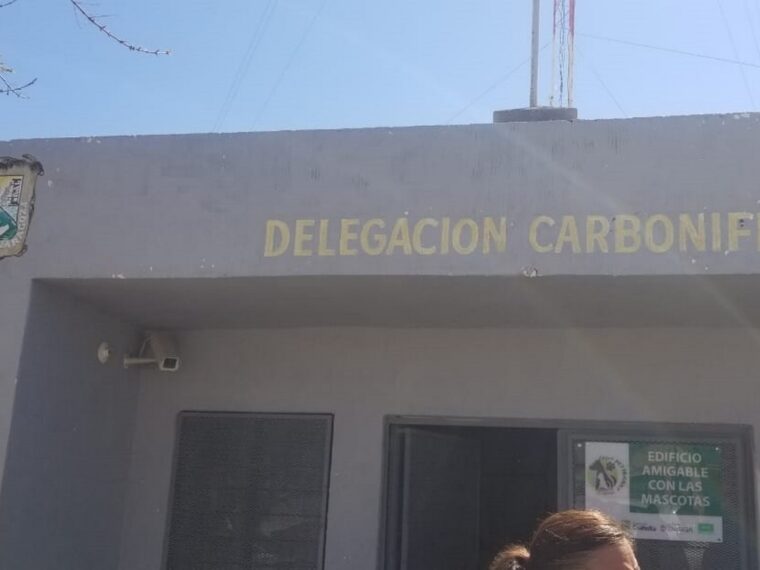 DELEGACION CARBONIF
EDIFICIO
AMIGABLE
CON LAS
MASCOTAS